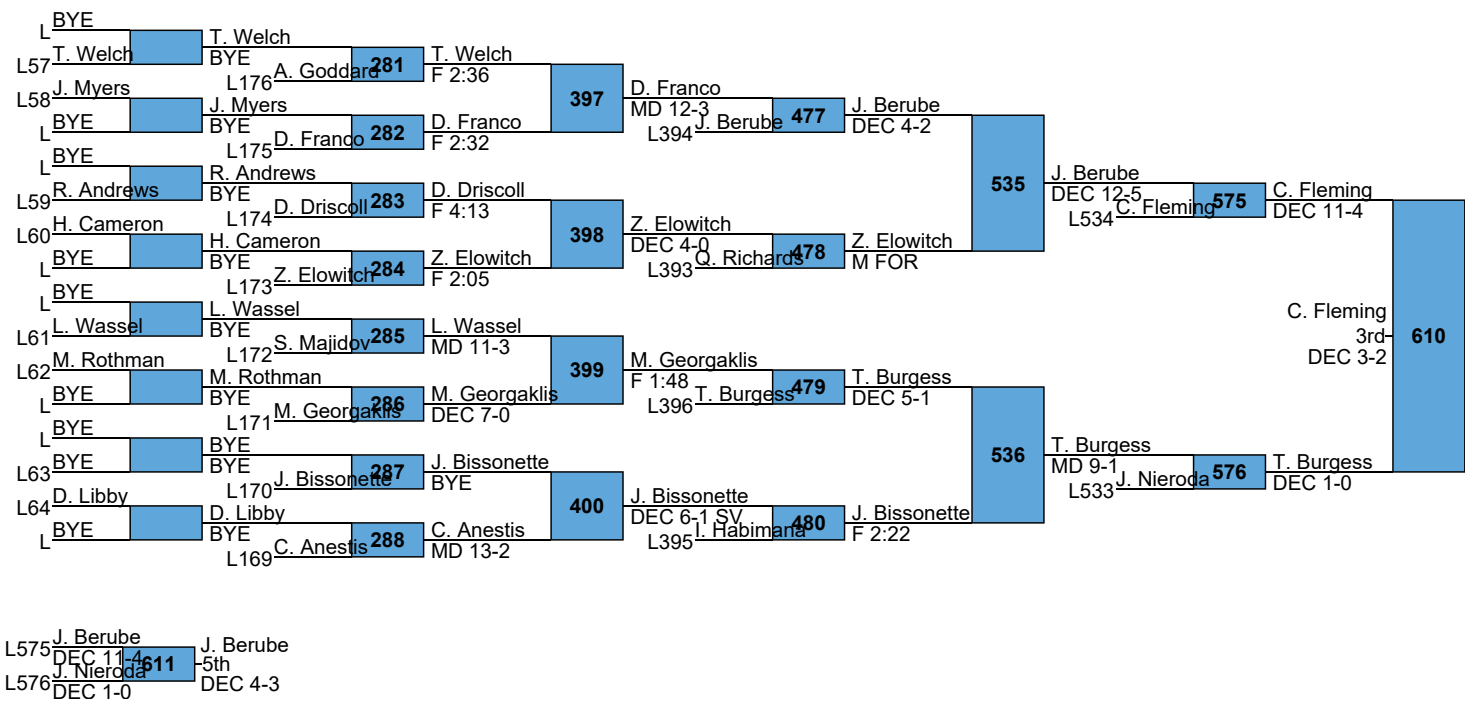 BYE
L
T. Welch
L57
T. Welch
BYE
L176
A. Goddard
281
T. Welch
F 2:36
J. Myers
L58
BYE
L
J. Myers
BYE
L175
D. Franco
282
D. Franco
F 2:32
397
D. Franco
MD 12-3
L394
J. Berube
477
J. Berube
DEC 4-2
BYE
L
R. Andrews
L59
R. Andrews
BYE
L174
D. Driscoll
283
D. Driscoll
F 4:13
H. Cameron
L60
BYE
L
H. Cameron
BYE
L173
Z. Elowitch
284
Z. Elowitch
F 2:05
398
Z. Elowitch
DEC 4-0
L393
Q. Richards
478
Z. Elowitch
M FOR
535
J. Berube
DEC 12-5
L534
C. Fleming
575
C. Fleming
DEC 11-4
BYE
L
L. Wassel
L61
L. Wassel
BYE
L172
S. Majidov
285
L. Wassel
MD 11-3
M. Rothman
L62
BYE
L
M. Rothman
BYE
L171
M. Georgaklis
286
M. Georgaklis
DEC 7-0
399
M. Georgaklis
F 1:48
L396
T. Burgess
479
T. Burgess
DEC 5-1
BYE
L
BYE
L63
BYE
BYE
L170
J. Bissonette
287
J. Bissonette
BYE
D. Libby
L64
BYE
L
D. Libby
BYE
L169
C. Anestis
288
C. Anestis
MD 13-2
400
J. Bissonette
DEC 6-1 SV
L395
I. Habimana
480
J. Bissonette
F 2:22
536
T. Burgess
MD 9-1
L533
J. Nieroda
576
T. Burgess
DEC 1-0
C. Fleming
3rd
DEC 3-2
610
L575
J. Berube
DEC 11-4
L576
J. Nieroda
DEC 1-0
611
J. Berube
5th
DEC 4-3